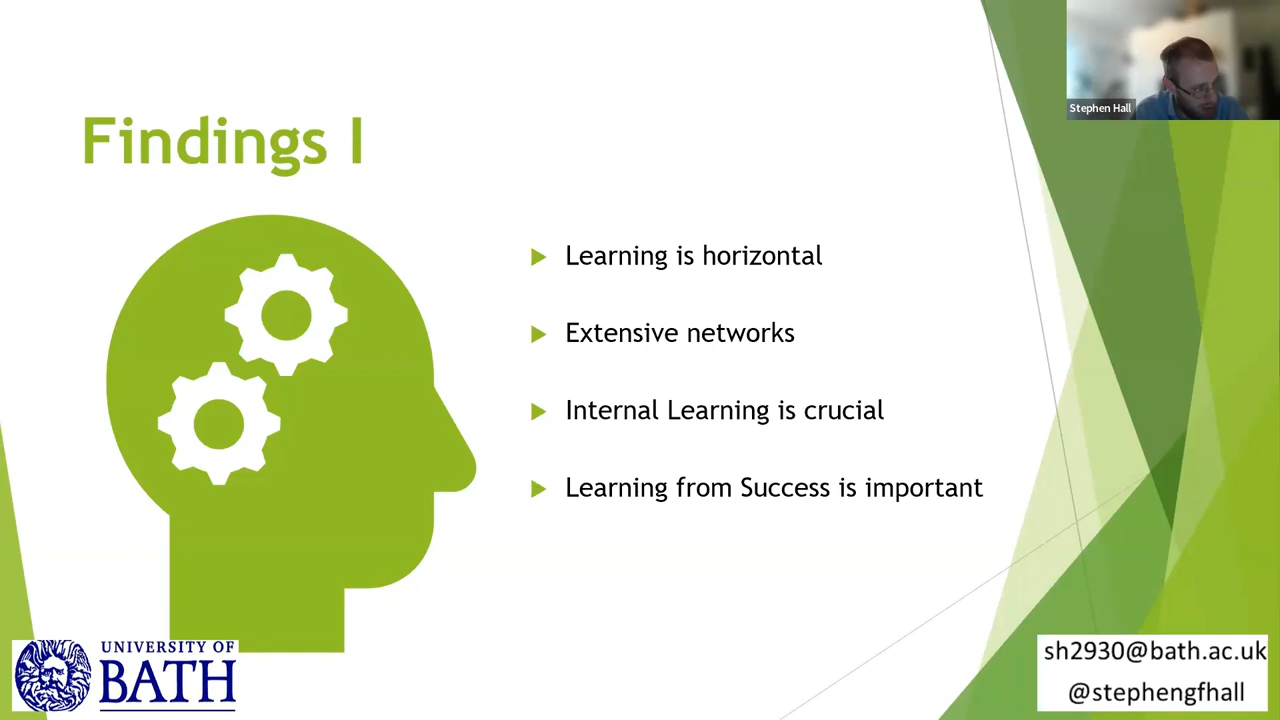 Stephen Hall
Findings I
Learning is horizontal
Extensive networks
Internal Learning is crucial
Learning from Success is important
UNIVERSITY OF
BATH
sh2930@bath.ac.uk
@stephengfhall